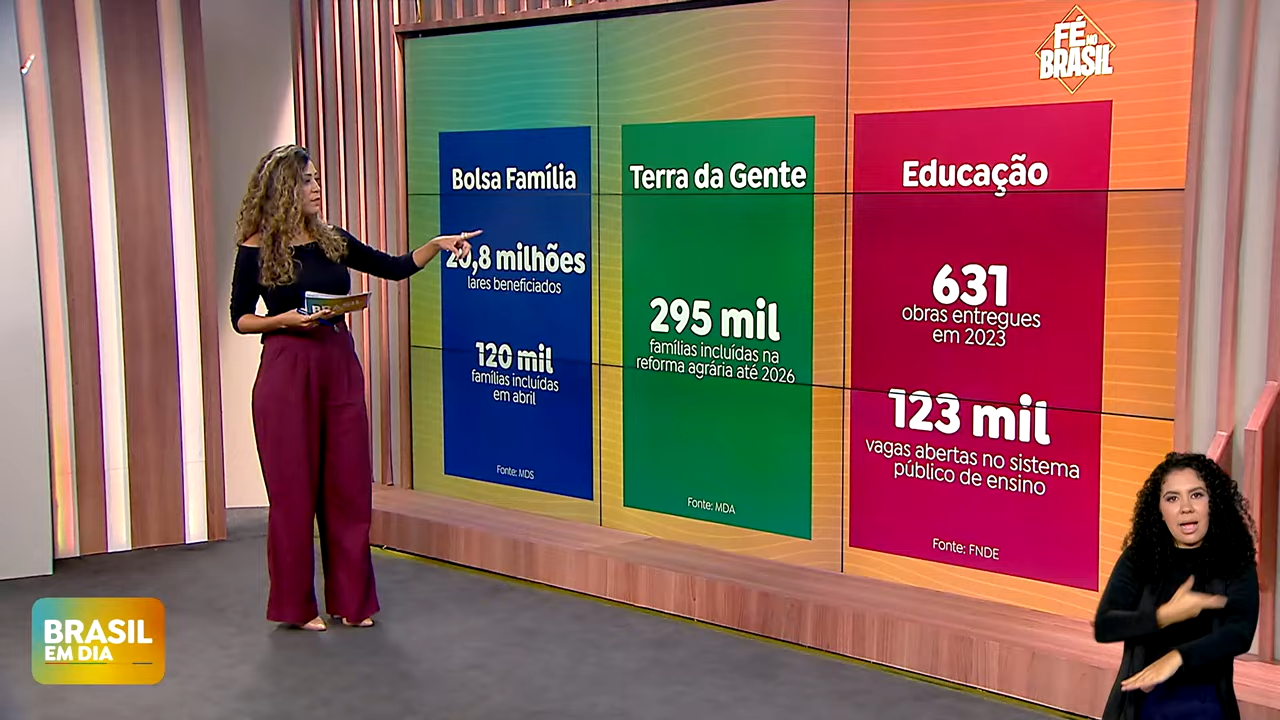 FÉ NO
BRASIL
Bolsa Família
20,8 milhões
lares beneficiados
120 mil
famílias incluídas
em abril
Fonte: MDS
Terra da Gente
295 mil
famílias incluídas na
reforma agrária até 2026
Fonte: MDA
Educação
631
obras entregues
em 2023
123 mil
vagas abertas no sistema
público de ensino
Fonte: FNDE
BRASIL
EM DIA